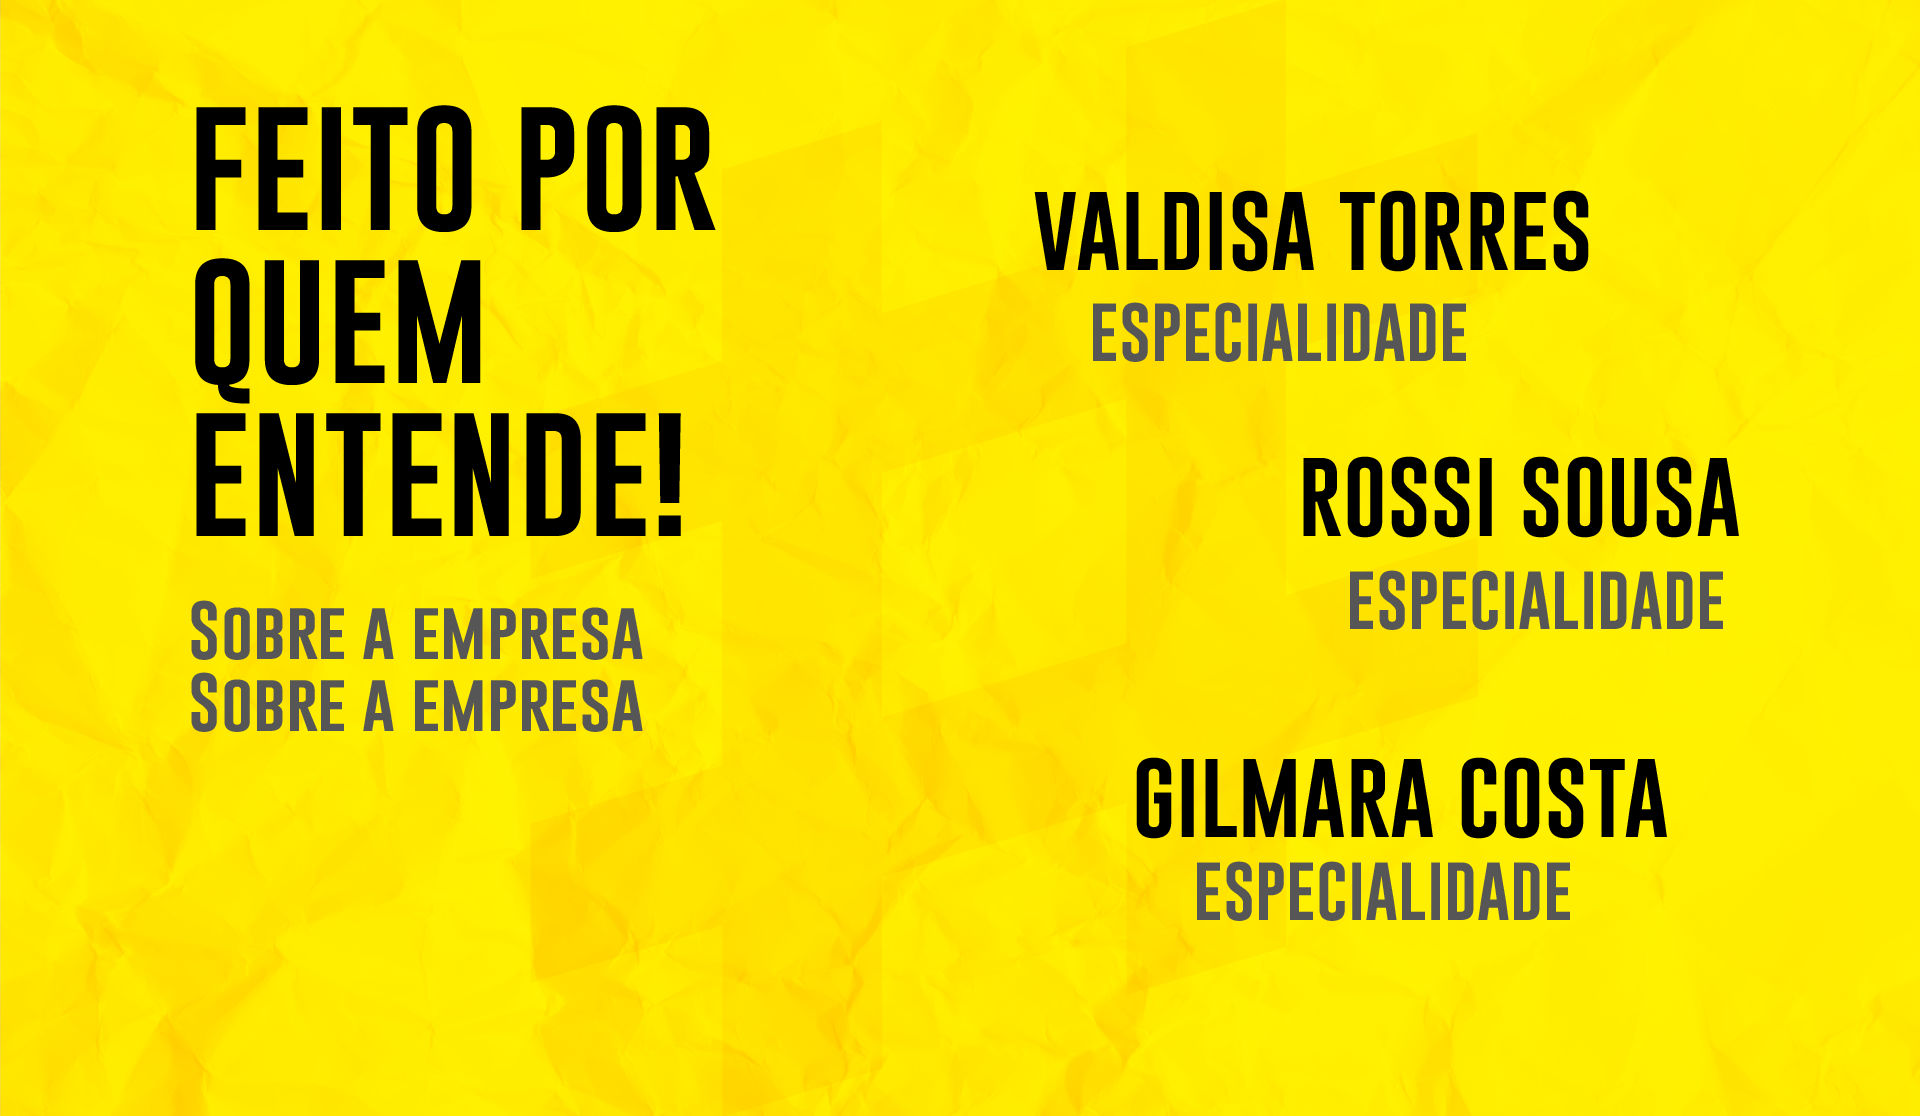 FEITO POR
QUEM
ENTENDE!
SOBRE A EMPRESA
SOBRE A EMPRESA
VALDISA TORRES
ESPECIALIDADE
ROSSI SOUSA
ESPECIALIDADE
GILMARA COSTA
ESPECIALIDADE